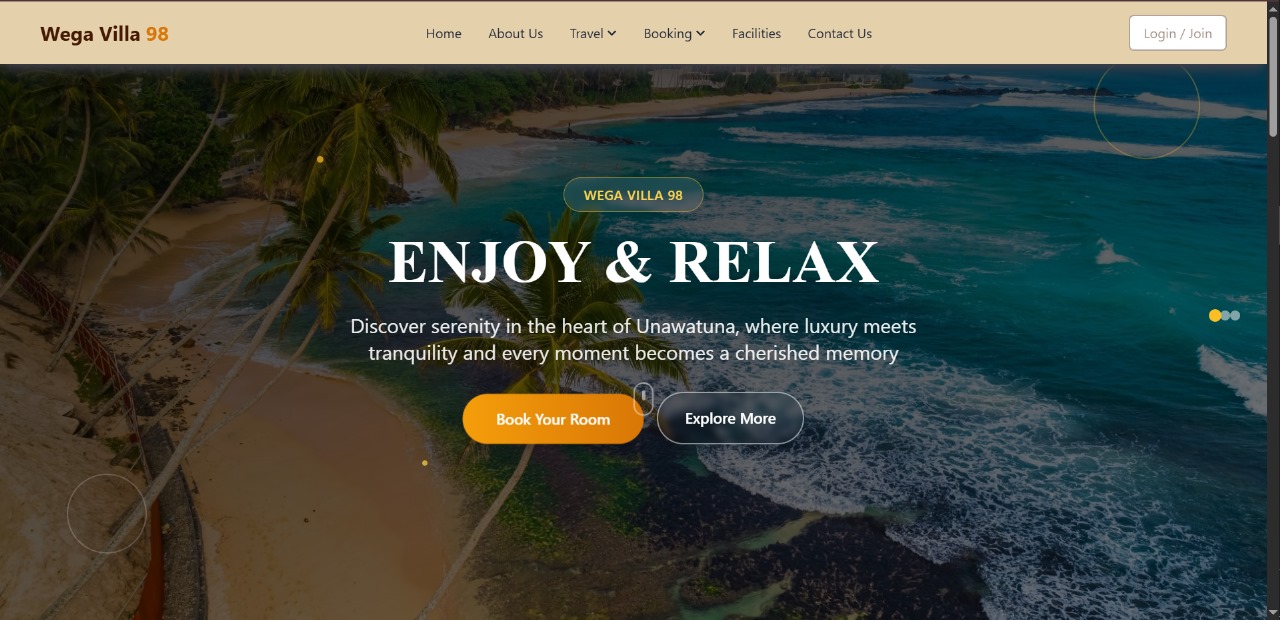 Wega Villa 98
Home About Us Travel Booking Facilities Contact Us
Login / Join
WEGA VILLA 98
ENJOY & RELAX
Discover serenity in the heart of Unawatuna, where luxury meets
tranquility and every moment becomes a cherished memory
Book Your Room
Explore More